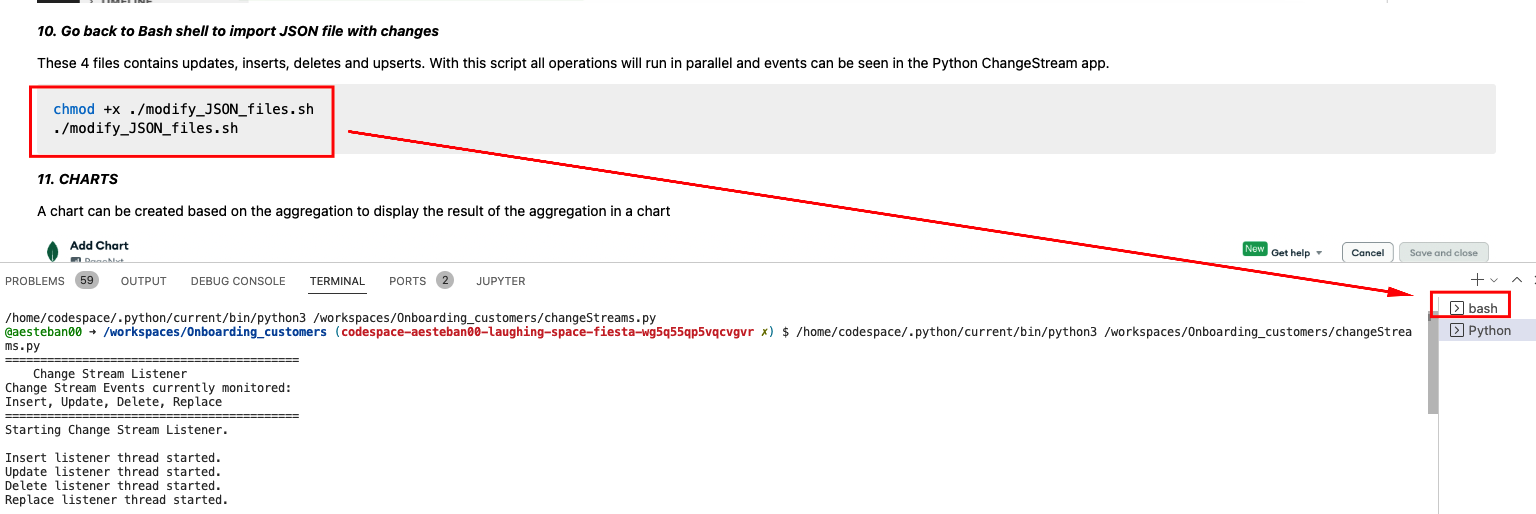 TIMELINE
10. Go back to Bash shell to import JSON file with changes
These 4 files contains updates, inserts, deletes and upserts. With this script all operations will run in parallel and events can be seen in the Python ChangeStream app.
chmod +x ./modify_JSON_files.sh
./modify_JSON_files.sh
11. CHARTS
A chart can be created based on the aggregation to display the result of the aggregation in a chart
Add Chart
PageNxt
New Get help Cancel Save and close
PROBLEMS 59 OUTPUT DEBUG CONSOLE TERMINAL PORTS 2 JUPYTER
/home/codespace/.python/current/bin/python3 /workspaces/Onboarding_customers/changeStreams.py
@aesteban00 → /workspaces/Onboarding_customers (codespace-aesteban00-laughing-space-fiesta-wg5q55qp5vqcvgvr ✗) $ /home/codespace/.python/current/bin/python3 /workspaces/Onboarding_customers/changeStrea
ms.py
==========================================
Change Stream Listener
Change Stream Events currently monitored:
Insert, Update, Delete, Replace
==========================================
Starting Change Stream Listener.
Insert listener thread started.
Update listener thread started.
Delete listener thread started.
Replace listener thread started.
bash
Python